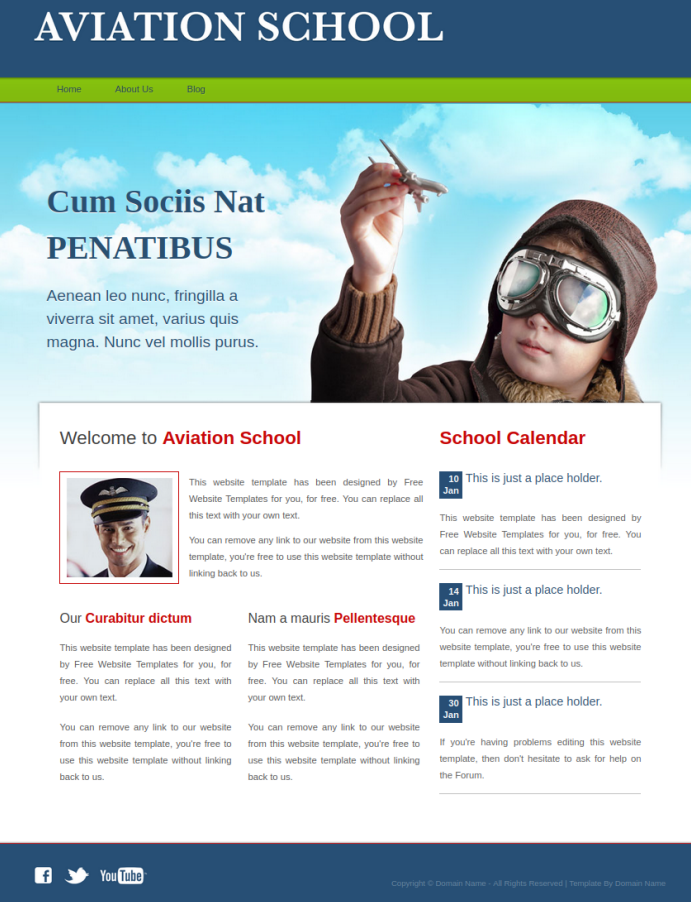 AVIATION SCHOOL
Home About Us Blog
Cum Sociis Nat
PENATIBUS
Aenean leo nunc, fringilla a
viverra sit amet, varius quis
magna. Nunc vel mollis purus.
Welcome to Aviation School
This website template has been designed by Free
Website Templates for you, for free. You can replace all
this text with your own text.
You can remove any link to our website from this website
template, you're free to use this website template without
linking back to us.
Our Curabitur dictum
This website template has been designed
by Free Website Templates for you, for
free. You can replace all this text with
your own text.
You can remove any link to our website
from this website template, you're free to
use this website template without linking
back to us.
Nam a mauris Pellentesque
This website template has been designed
by Free Website Templates for you, for
free. You can replace all this text with
your own text.
You can remove any link to our website
from this website template, you're free to
use this website template without linking
back to us.
School Calendar
10
Jan
This is just a place holder.
This website template has been designed by
Free Website Templates for you, for free. You
can replace all this text with your own text.
14
Jan
This is just a place holder.
You can remove any link to our website from this
website template, you're free to use this website
template without linking back to us.
30
Jan
This is just a place holder.
If you're having problems editing this website
template, then don't hesitate to ask for help on
the Forum.
f
YouTube
Copyright © Domain Name - All Rights Reserved | Template By Domain Name